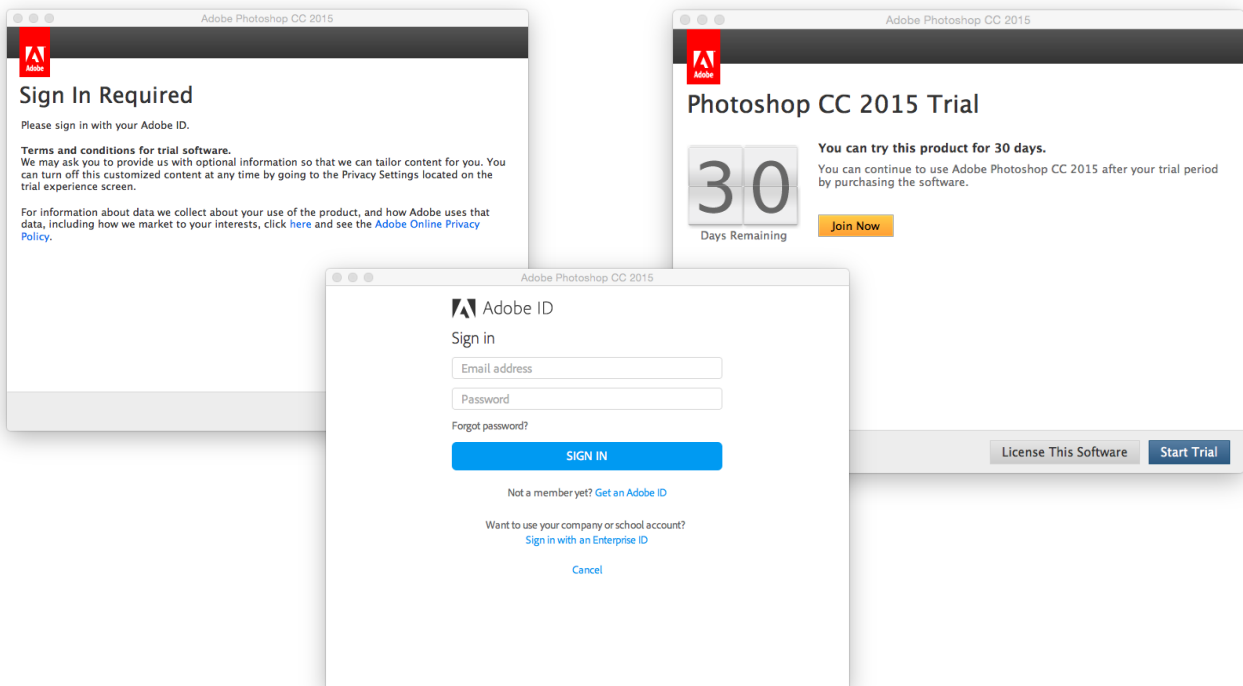 Adobe Photoshop CC 2015
Adobe
Sign In Required
Please sign in with your Adobe ID.
Terms and conditions for trial software.
We may ask you to provide us with optional information so that we can tailor content for you. You
can turn off this customized content at any time by going to the Privacy Settings located on the
trial experience screen.
For information about data we collect about your use of the product, and how Adobe uses that
data, including how we market to your interests, click here and see the Adobe Online Privacy
Policy.
Adobe Photoshop CC 2015
Adobe
Photoshop CC 2015 Trial
30
Days Remaining
You can try this product for 30 days.
You can continue to use Adobe Photoshop CC 2015 after your trial period
by purchasing the software.
Join Now
License This Software
Start Trial
Adobe Photoshop CC 2015
Adobe ID
Sign in
Email address
Password
Forgot password?
SIGN IN
Not a member yet? Get an Adobe ID
Want to use your company or school account?
Sign in with an Enterprise ID
Cancel